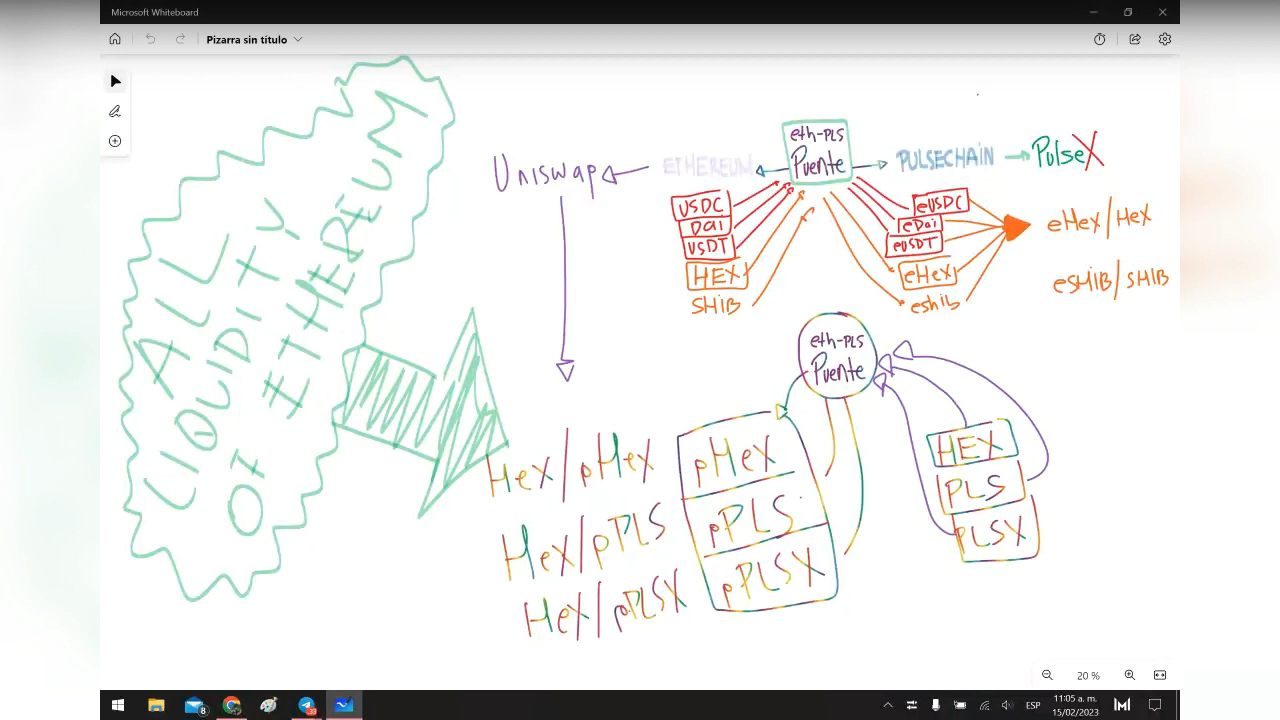 Microsoft Whiteboard
Pizarra sin título
ALL
LIQUIDITY
OF ETHERÉUM
Uniswap
ETHEREUM
eth-PLS
Puente
PULSECHAIN
PulseX
USDC
Dai
USDT
HEX
SHiB
eUSDC
eDai
eUSDT
eHeX
eshib
eHex/HeX
eSHiB/SHIB
eth-PLS
Puente
HeX/pHeX
HeX/pPLS
HeX/pPLSX
pHeX
pPLS
pPLSX
HEX
PLS
PLSX
20 %
8
ESP
11:05 a. m.
15/02/2023